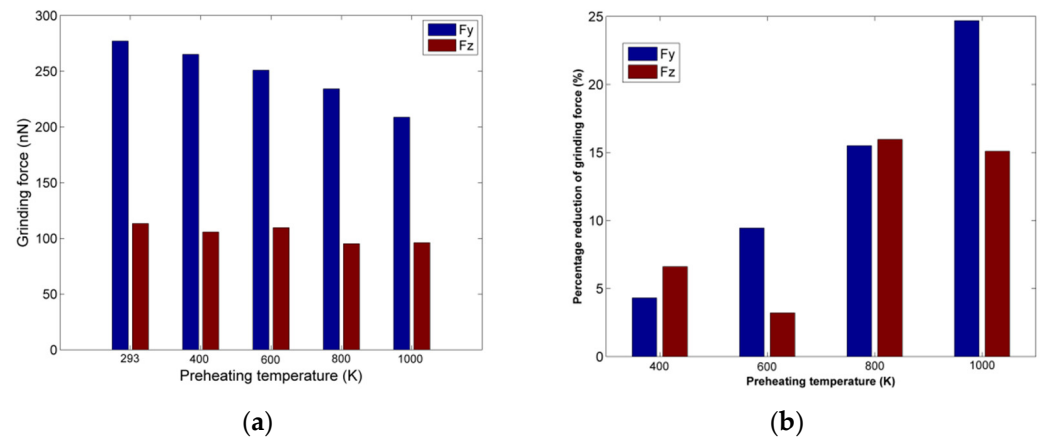 300
250
200
150
100
50
0
Grinding force (nN)
Fy
Fz
293 400 600 800 1000
Preheating temperature (K)
(a)
25
20
15
10
5
0
Percentage reduction of grinding force (%)
Fy
Fz
400 600 800 1000
Preheating temperature (K)
(b)